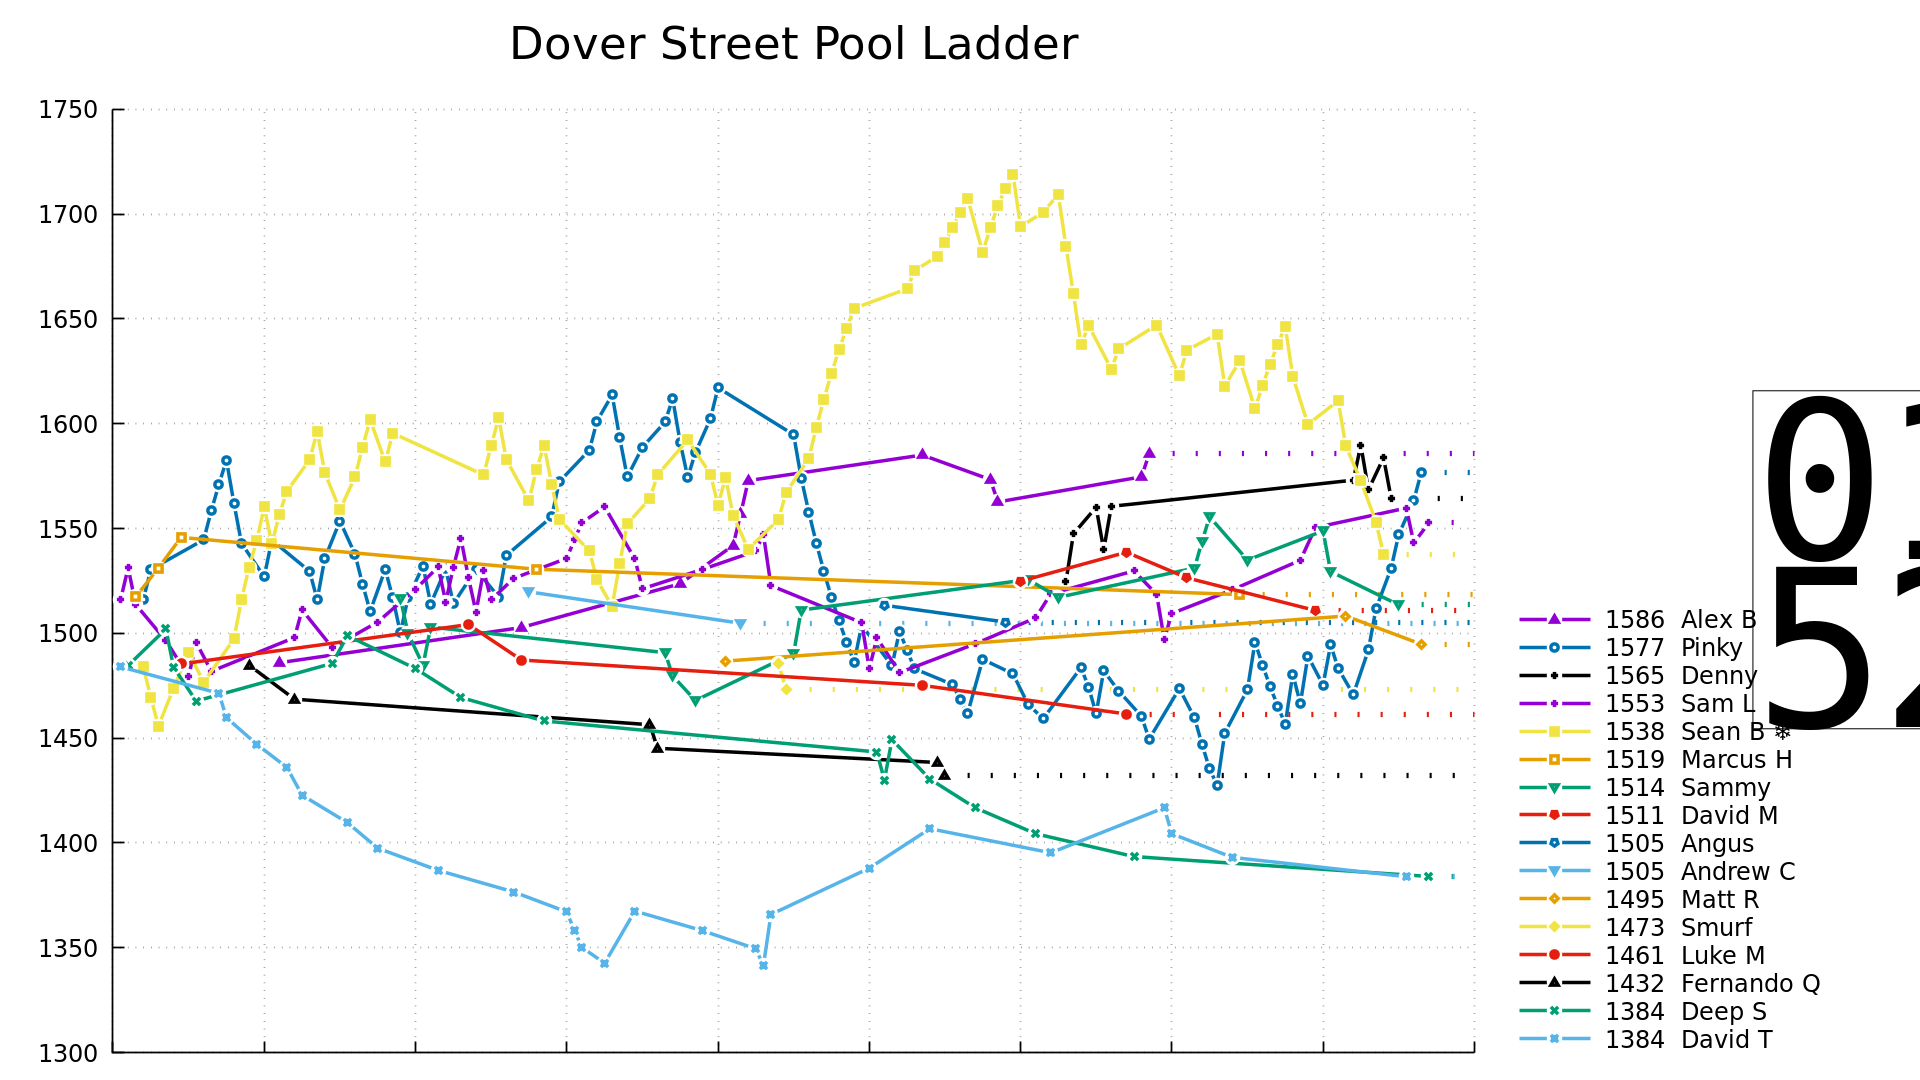 Dover Street Pool Ladder
1750
1700
1650
1600
1550
1500
1450
1400
1350
1300
1586 Alex B
1577 Pinky
1565 Denny
1553 Sam L
1538 Sean B ❄
1519 Marcus H
1514 Sammy
1511 David M
1505 Angus
1505 Andrew C
1495 Matt R
1473 Smurf
1461 Luke M
1432 Fernando Q
1384 Deep S
1384 David T
0
5